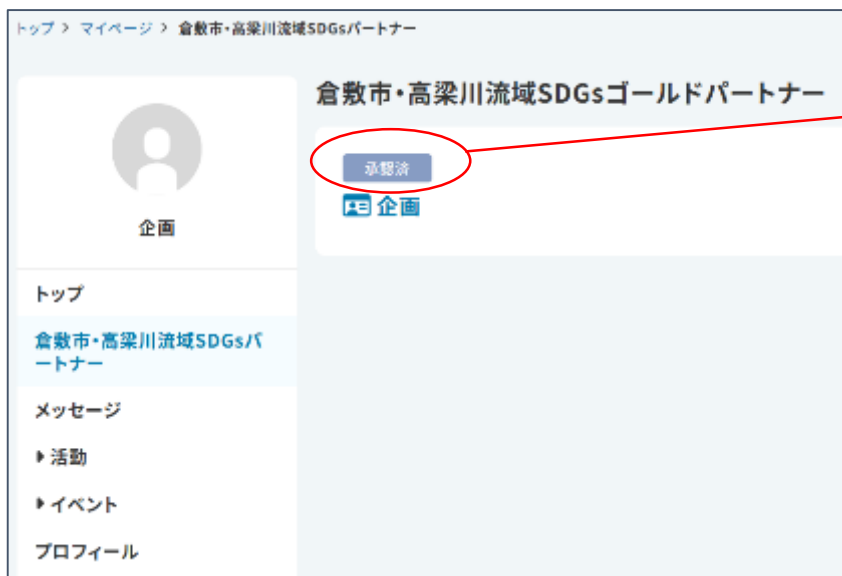 トップ > マイページ > 倉敷市・高梁川流域SDGsパートナー
倉敷市・高梁川流域SDGsゴールドパートナー
承認済
企画
企画
トップ
倉敷市・高梁川流域SDGsパ
ートナー
メッセージ
活動
イベント
プロフィール